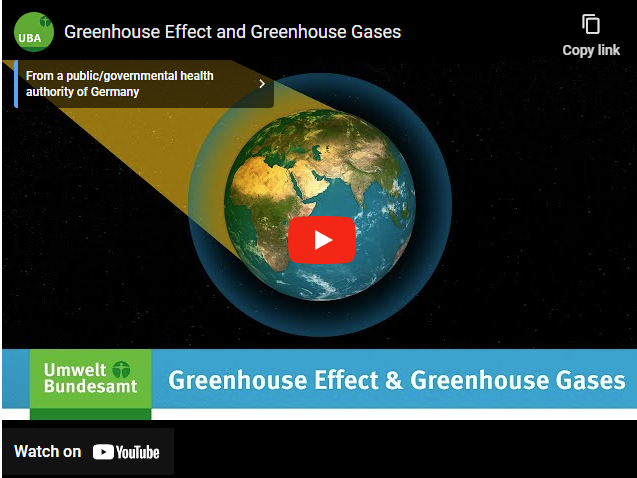 UBA
Greenhouse Effect and Greenhouse Gases
Copy link
From a public/governmental health
authority of Germany
Umwelt
Bundesamt
Greenhouse Effect & Greenhouse Gases
Watch on YouTube